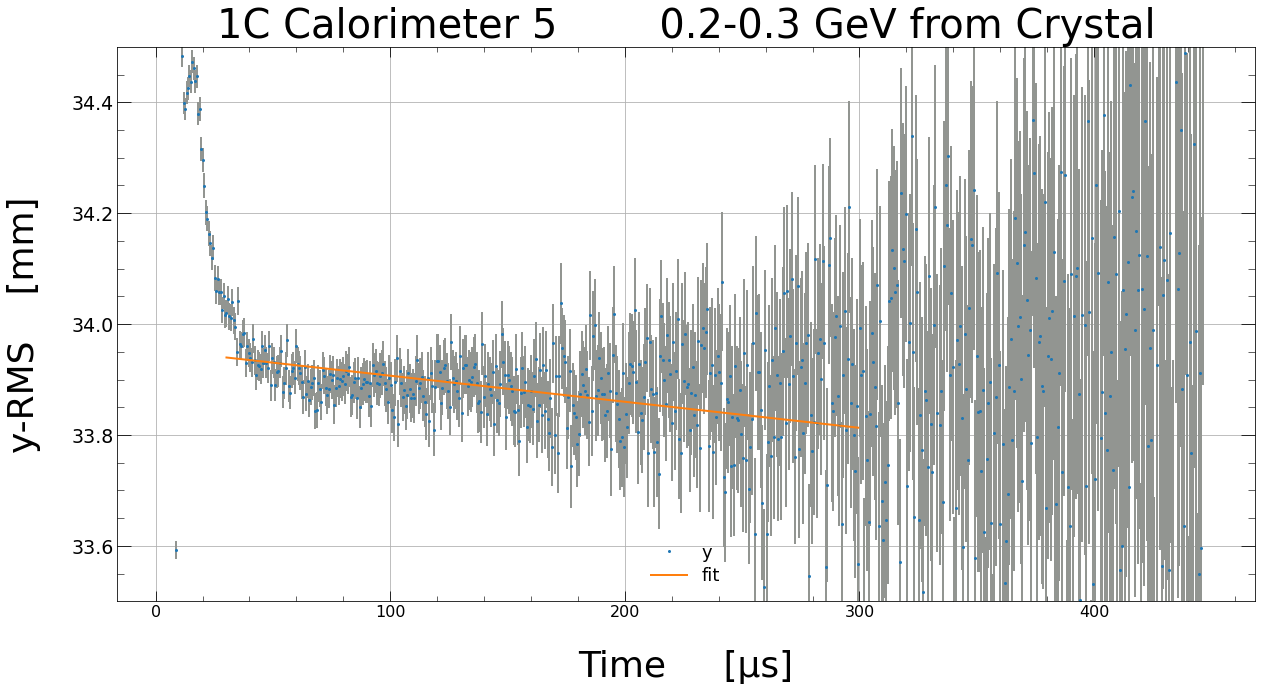 1C Calorimeter 5 0.2-0.3 GeV from Crystal
y-RMS [mm]
34.4
34.2
34.0
33.8
33.6
y
fit
0 100 200 300 400
Time [μs]